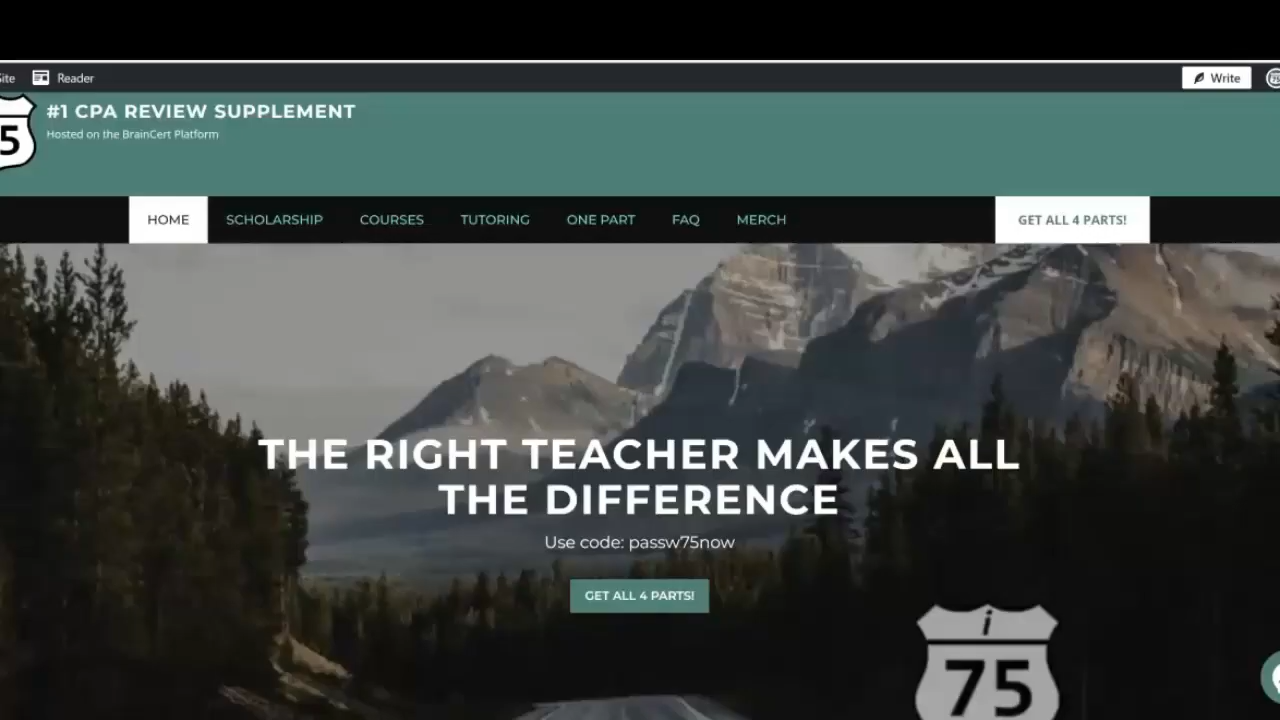 Site
Reader
Write
5
#1 CPA REVIEW SUPPLEMENT
Hosted on the BrainCert Platform
HOME
SCHOLARSHIP
COURSES
TUTORING
ONE PART
FAQ
MERCH
GET ALL 4 PARTS!
THE RIGHT TEACHER MAKES ALL
THE DIFFERENCE
Use code: passw75now
GET ALL 4 PARTS!
i
75